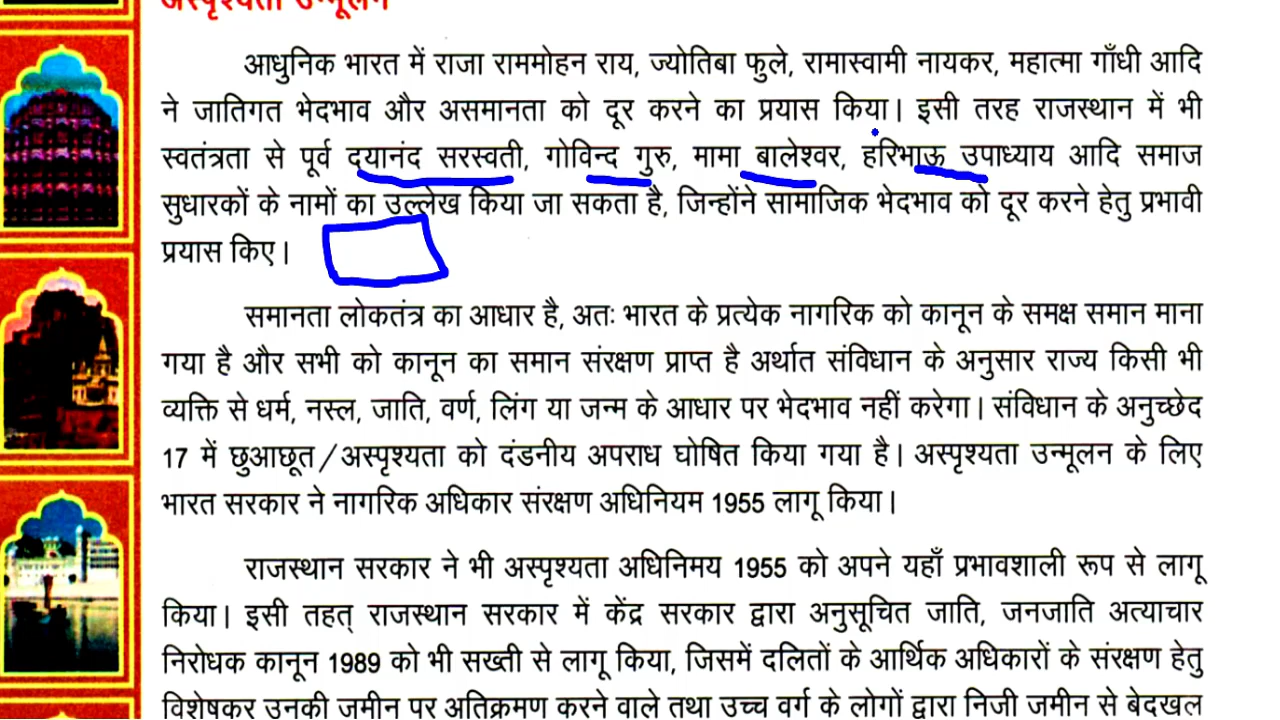 अस्पृश्यता उन्मूलन
आधुनिक भारत में राजा राममोहन राय, ज्योतिबा फुले, रामास्वामी नायकर, महात्मा गाँधी आदि
ने जातिगत भेदभाव और असमानता को दूर करने का प्रयास किया। इसी तरह राजस्थान में भी
स्वतंत्रता से पूर्व दयानंद सरस्वती, गोविन्द गुरु, मामा बालेश्वर, हरिभाऊ उपाध्याय आदि समाज
सुधारकों के नामों का उल्लेख किया जा सकता है, जिन्होंने सामाजिक भेदभाव को दूर करने हेतु प्रभावी
प्रयास किए।
समानता लोकतंत्र का आधार है, अतः भारत के प्रत्येक नागरिक को कानून के समक्ष समान माना
गया है और सभी को कानून का समान संरक्षण प्राप्त है अर्थात संविधान के अनुसार राज्य किसी भी
व्यक्ति से धर्म, नस्ल, जाति, वर्ण, लिंग या जन्म के आधार पर भेदभाव नहीं करेगा। संविधान के अनुच्छेद
17 में छुआछूत/अस्पृश्यता को दंडनीय अपराध घोषित किया गया है। अस्पृश्यता उन्मूलन के लिए
भारत सरकार ने नागरिक अधिकार संरक्षण अधिनियम 1955 लागू किया।
राजस्थान सरकार ने भी अस्पृश्यता अधिनिमय 1955 को अपने यहाँ प्रभावशाली रूप से लागू
किया। इसी तहत् राजस्थान सरकार में केंद्र सरकार द्वारा अनुसूचित जाति, जनजाति अत्याचार
निरोधक कानून 1989 को भी सख्ती से लागू किया, जिसमें दलितों के आर्थिक अधिकारों के संरक्षण हेतु
विशेषकर उनकी जमीन पर अतिक्रमण करने वाले तथा उच्च वर्ग के लोगों द्वारा निजी जमीन से बेदखल